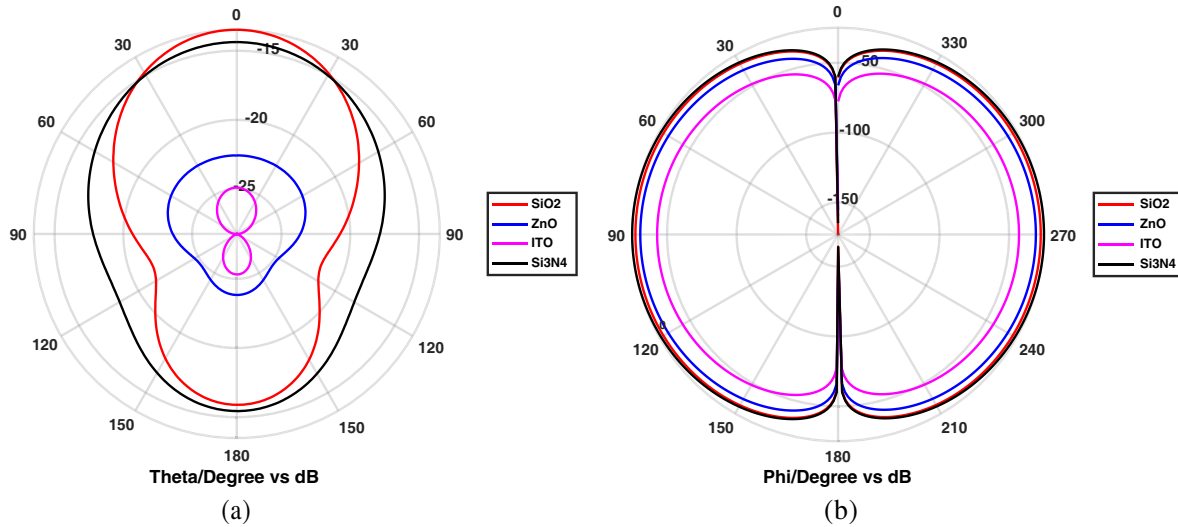 0
30
30
-15
60
60
-20
-25
90
90
120
120
150
150
180
Theta/Degree vs dB
(a)
SiO2
ZnO
ITO
Si3N4
0
30
330
50
60
300
-100
-150
90
270
0
120
240
150
210
180
Phi/Degree vs dB
(b)
SiO2
ZnO
ITO
Si3N4